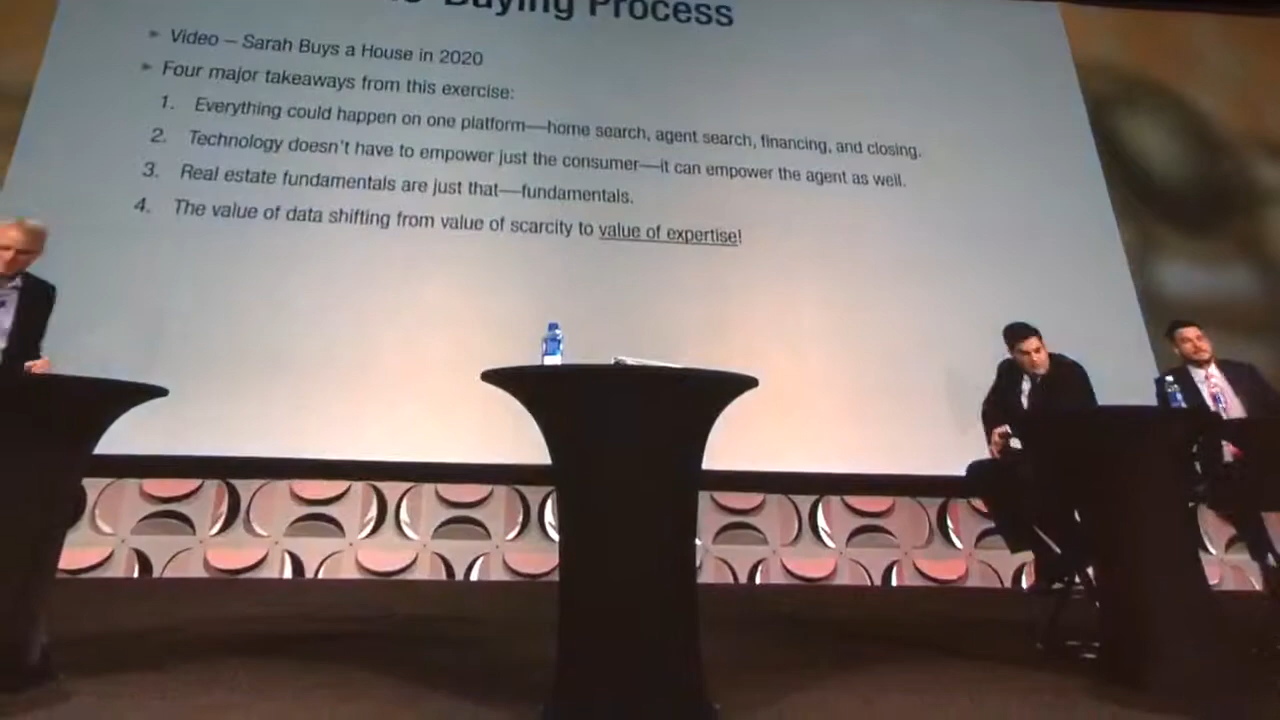 Buying Process
» Video – Sarah Buys a House in 2020
» Four major takeaways from this exercise:
1. Everything could happen on one platform—home search, agent search, financing, and closing.
2. Technology doesn't have to empower just the consumer—it can empower the agent as well.
3. Real estate fundamentals are just that—fundamentals.
4. The value of data shifting from value of scarcity to value of expertise!